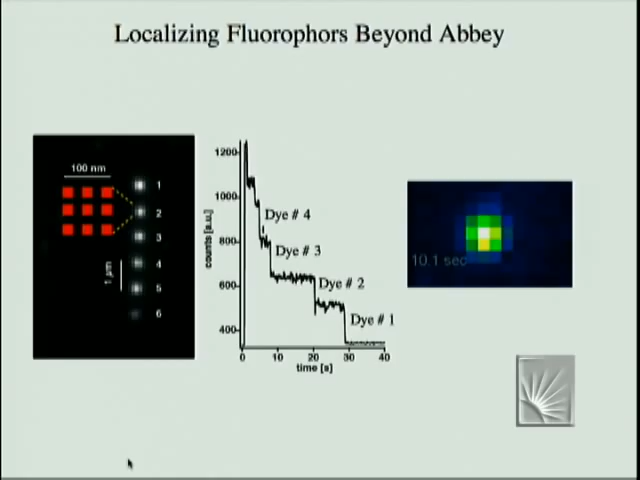 Localizing Fluorophors Beyond Abbey
100 nm
1
2
3
4
5
6
1 µm
counts [a.u.]
1200
1000
800
600
400
Dye # 4
Dye # 3
Dye # 2
Dye # 1
0 10 20 30 40
time [s]
10.1 sec